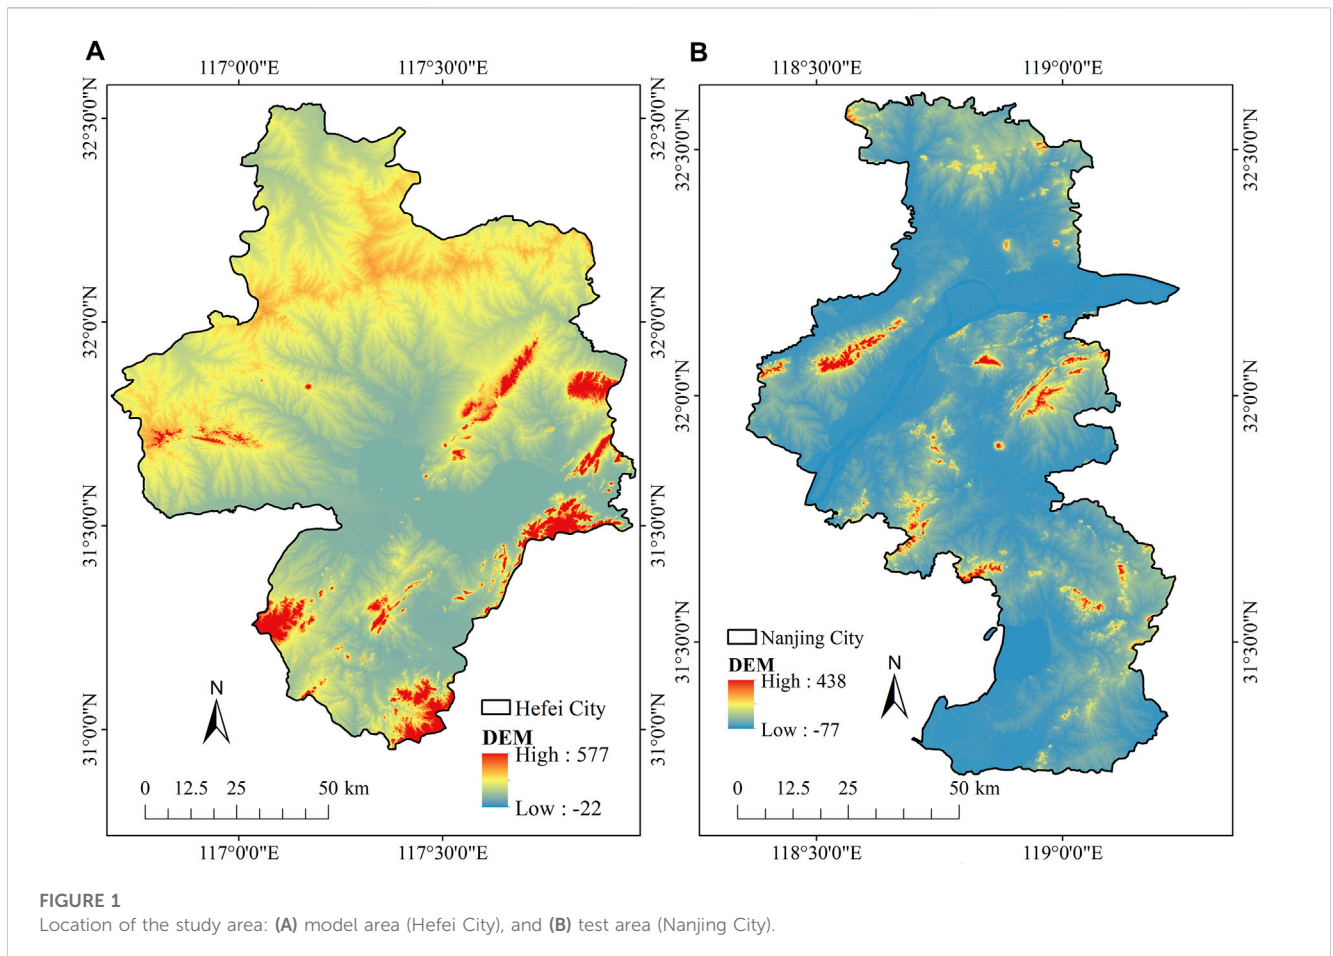 A
117°0'0"E
117°30'0"E
32°30'0"N
32°0'0"N
31°30'0"N
31°0'0"N
32°30'0"N
32°0'0"N
31°30'0"N
31°0'0"N
N
Hefei City
DEM
High : 577
Low : -22
0 12.5 25 50 km
117°0'0"E
117°30'0"E
B
118°30'0"E
119°0'0"E
32°30'0"N
32°0'0"N
31°30'0"N
32°30'0"N
32°0'0"N
31°30'0"N
Nanjing City
DEM
High : 438
Low : -77
N
0 12.5 25 50 km
118°30'0"E
119°0'0"E
FIGURE 1
Location of the study area: (A) model area (Hefei City), and (B) test area (Nanjing City).